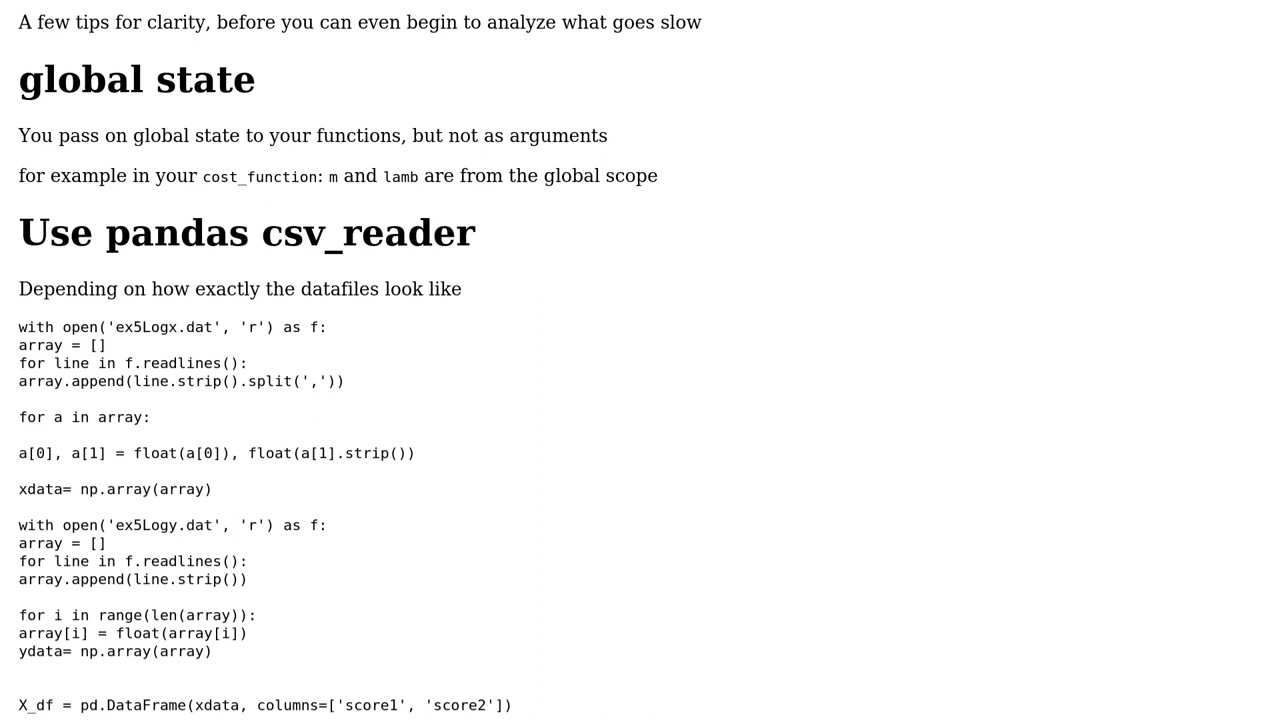 A few tips for clarity, before you can even begin to analyze what goes slow
global state
You pass on global state to your functions, but not as arguments
for example in your cost_function: m and lamb are from the global scope
Use pandas csv_reader
Depending on how exactly the datafiles look like
with open('ex5Logx.dat', 'r') as f:
array = []
for line in f.readlines():
array.append(line.strip().split(','))
for a in array:
a[0], a[1] = float(a[0]), float(a[1].strip())
xdata= np.array(array)
with open('ex5Logy.dat', 'r') as f:
array = []
for line in f.readlines():
array.append(line.strip())
for i in range(len(array)):
array[i] = float(array[i])
ydata= np.array(array)
X_df = pd.DataFrame(xdata, columns=['score1', 'score2'])